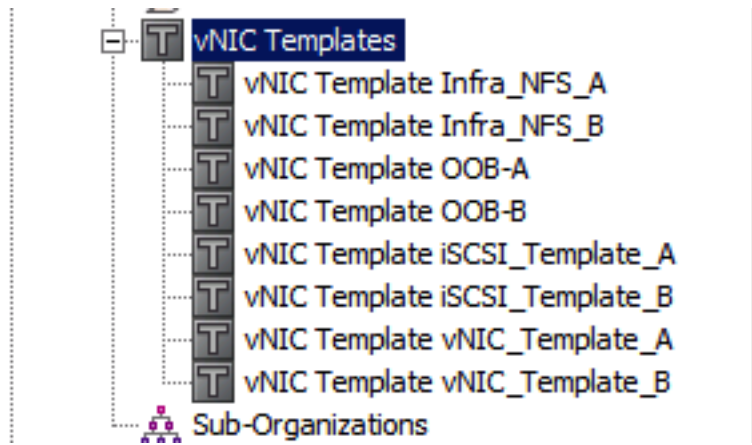 vNIC Templates
vNIC Template Infra_NFS_A
vNIC Template Infra_NFS_B
vNIC Template OOB-A
vNIC Template OOB-B
vNIC Template iSCSI_Template_A
vNIC Template iSCSI_Template_B
vNIC Template vNIC_Template_A
vNIC Template vNIC_Template_B
Sub-Organizations